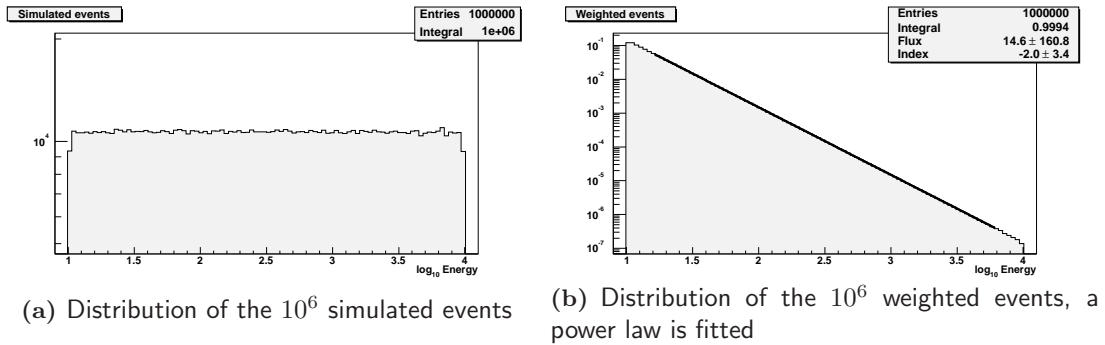 Simulated events
Entries 1000000
Integral 1e+06
10^4
1 1.5 2 2.5 3 3.5 4
log_10 Energy
(a) Distribution of the 10^6 simulated events
Weighted events
Entries 1000000
Integral 0.9994
Flux 14.6 ± 160.8
Index -2.0 ± 3.4
10^-1
10^-2
10^-3
10^-4
10^-5
10^-6
10^-7
1 1.5 2 2.5 3 3.5 4
log_10 Energy
(b) Distribution of the 10^6 weighted events, a
power law is fitted